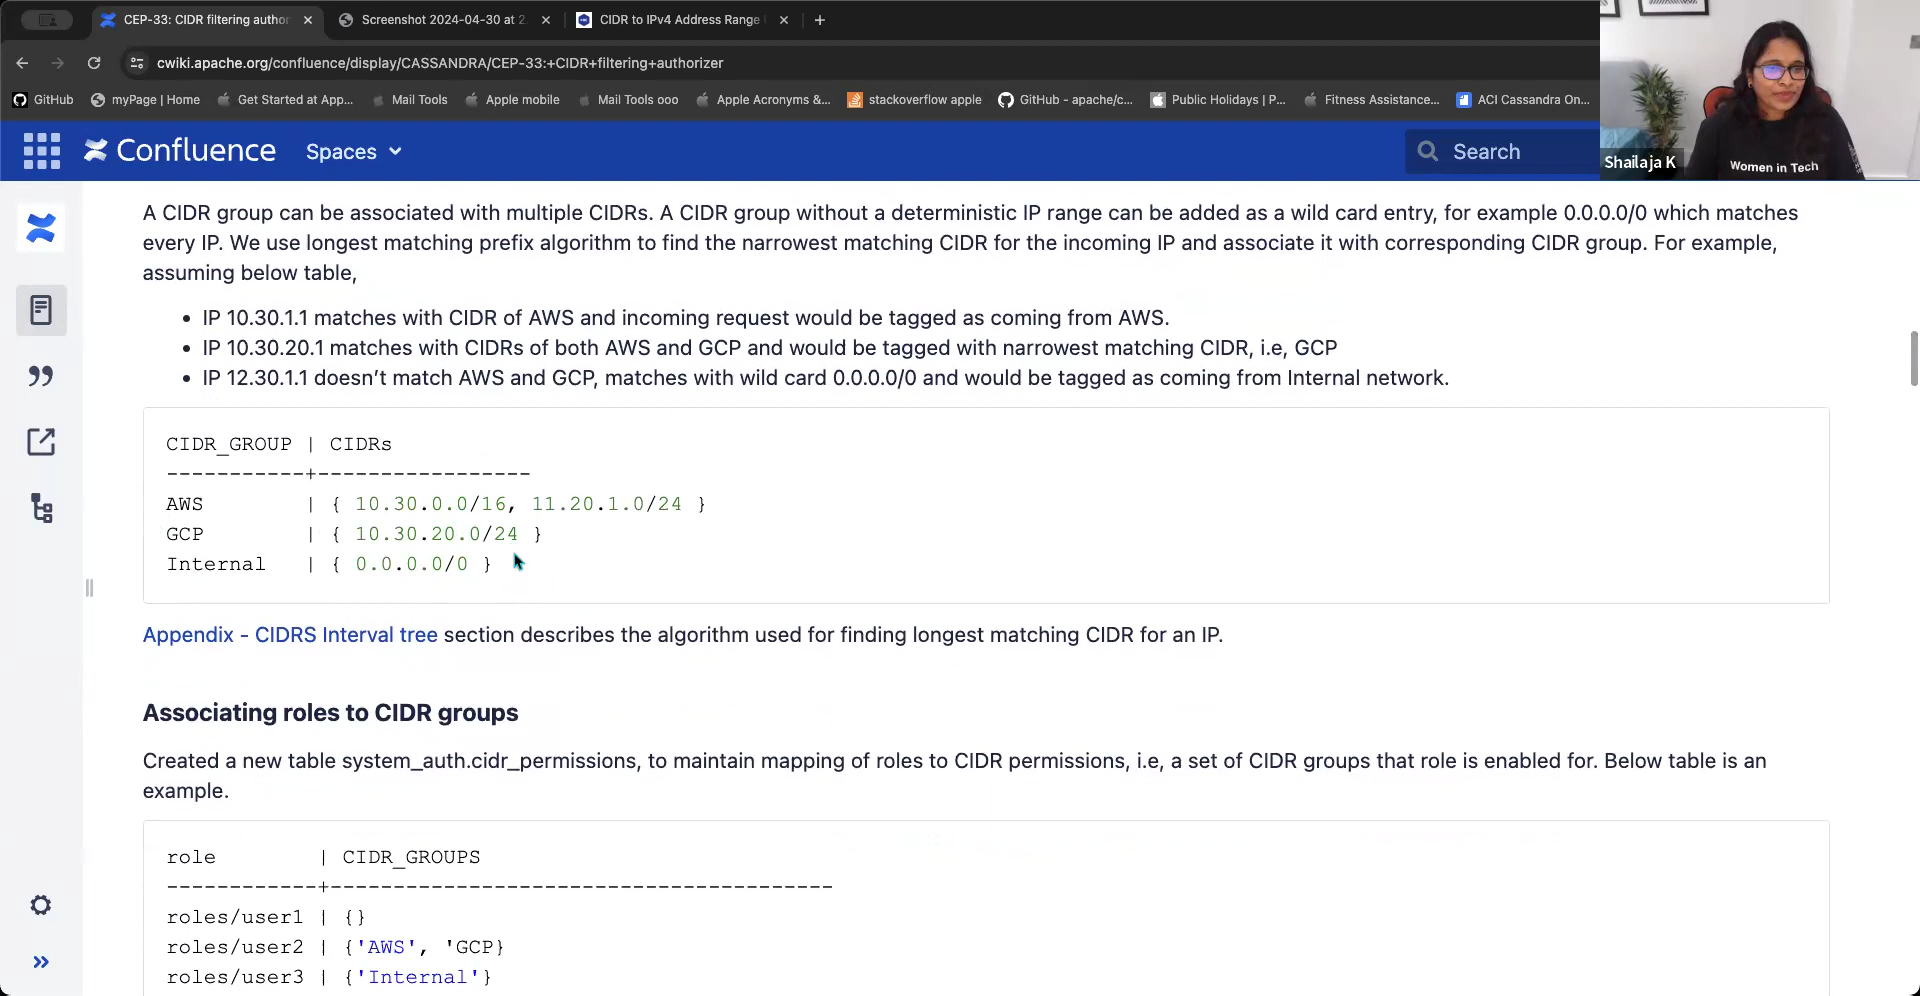 CEP-33: CIDR filtering author
Screenshot 2024-04-30 at 2.
CIDR to IPv4 Address Range
cwiki.apache.org/confluence/display/CASSANDRA/CEP-33:+CIDR+filtering+authorizer
GitHub
myPage | Home
Get Started at App...
Mail Tools
Apple mobile
Mail Tools ooo
Apple Acronyms &...
stackoverflow apple
GitHub - apache/c...
Public Holidays | P...
Fitness Assistance...
ACI Cassandra On...
Confluence
Spaces
Search
Shailaja K
Women in Tech
A CIDR group can be associated with multiple CIDRs. A CIDR group without a deterministic IP range can be added as a wild card entry, for example 0.0.0.0/0 which matches
every IP. We use longest matching prefix algorithm to find the narrowest matching CIDR for the incoming IP and associate it with corresponding CIDR group. For example,
assuming below table,
• IP 10.30.1.1 matches with CIDR of AWS and incoming request would be tagged as coming from AWS.
• IP 10.30.20.1 matches with CIDRs of both AWS and GCP and would be tagged with narrowest matching CIDR, i.e, GCP
• IP 12.30.1.1 doesn’t match AWS and GCP, matches with wild card 0.0.0.0/0 and would be tagged as coming from Internal network.
CIDR_GROUP | CIDRs
-----------+-----------------
AWS        | { 10.30.0.0/16, 11.20.1.0/24 }
GCP        | { 10.30.20.0/24 }
Internal   | { 0.0.0.0/0 }
Appendix - CIDRS Interval tree section describes the algorithm used for finding longest matching CIDR for an IP.
Associating roles to CIDR groups
Created a new table system_auth.cidr_permissions, to maintain mapping of roles to CIDR permissions, i.e, a set of CIDR groups that role is enabled for. Below table is an
example.
role        | CIDR_GROUPS
------------+----------------------------------------
roles/user1 | {}
roles/user2 | {'AWS', 'GCP}
roles/user3 | {'Internal'}